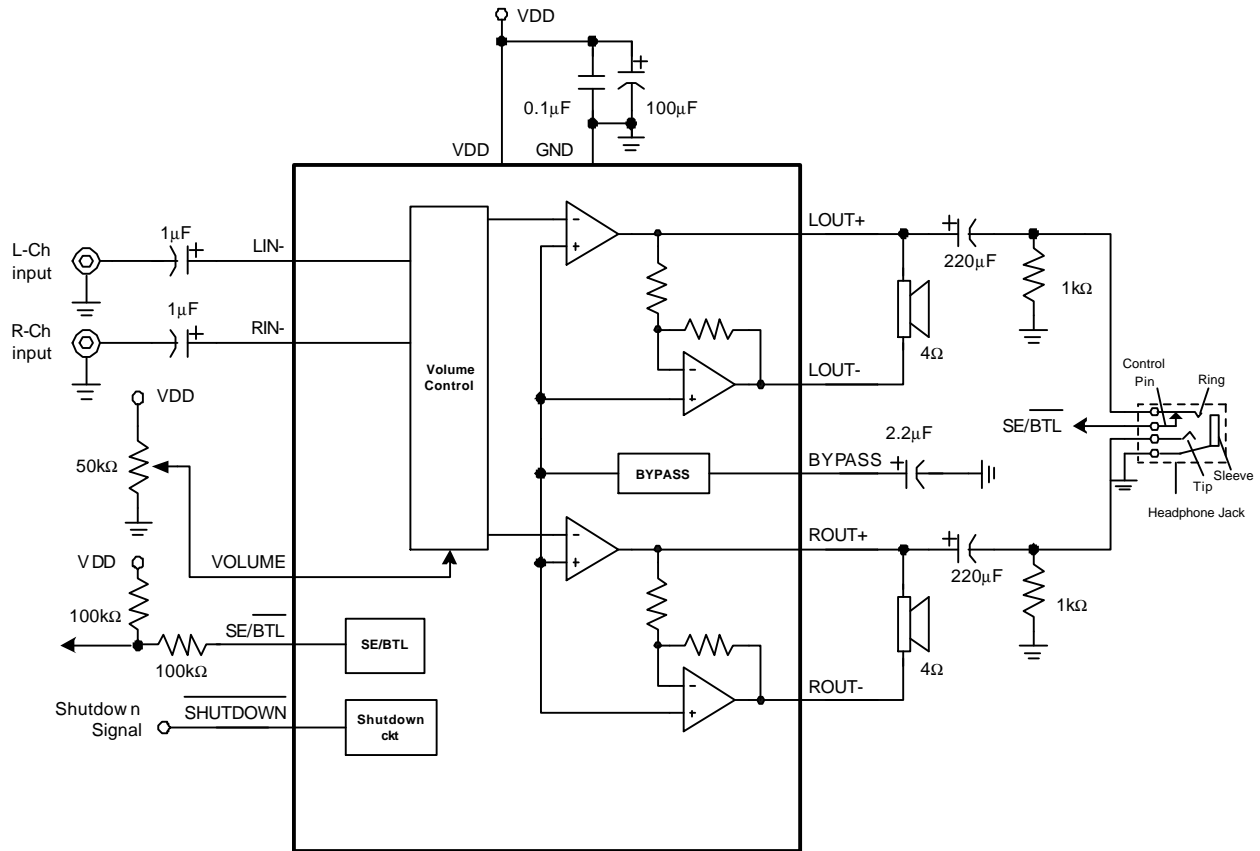 VDD
0.1μF
100μF
VDD
GND
L-Ch
input
1μF
LIN-
R-Ch
input
1μF
RIN-
VDD
50kΩ
VOLUME
VDD
100kΩ
100kΩ
SE/BTL
Shutdown
Signal
SHUTDOWN
Volume
Control
SE/BTL
Shutdown
ckt
BYPASS
LOUT+
220μF
1kΩ
4Ω
LOUT-
BYPASS
2.2μF
ROUT+
220μF
1kΩ
4Ω
ROUT-
Control
Pin
Ring
SE/BTL
Sleeve
Tip
Headphone Jack